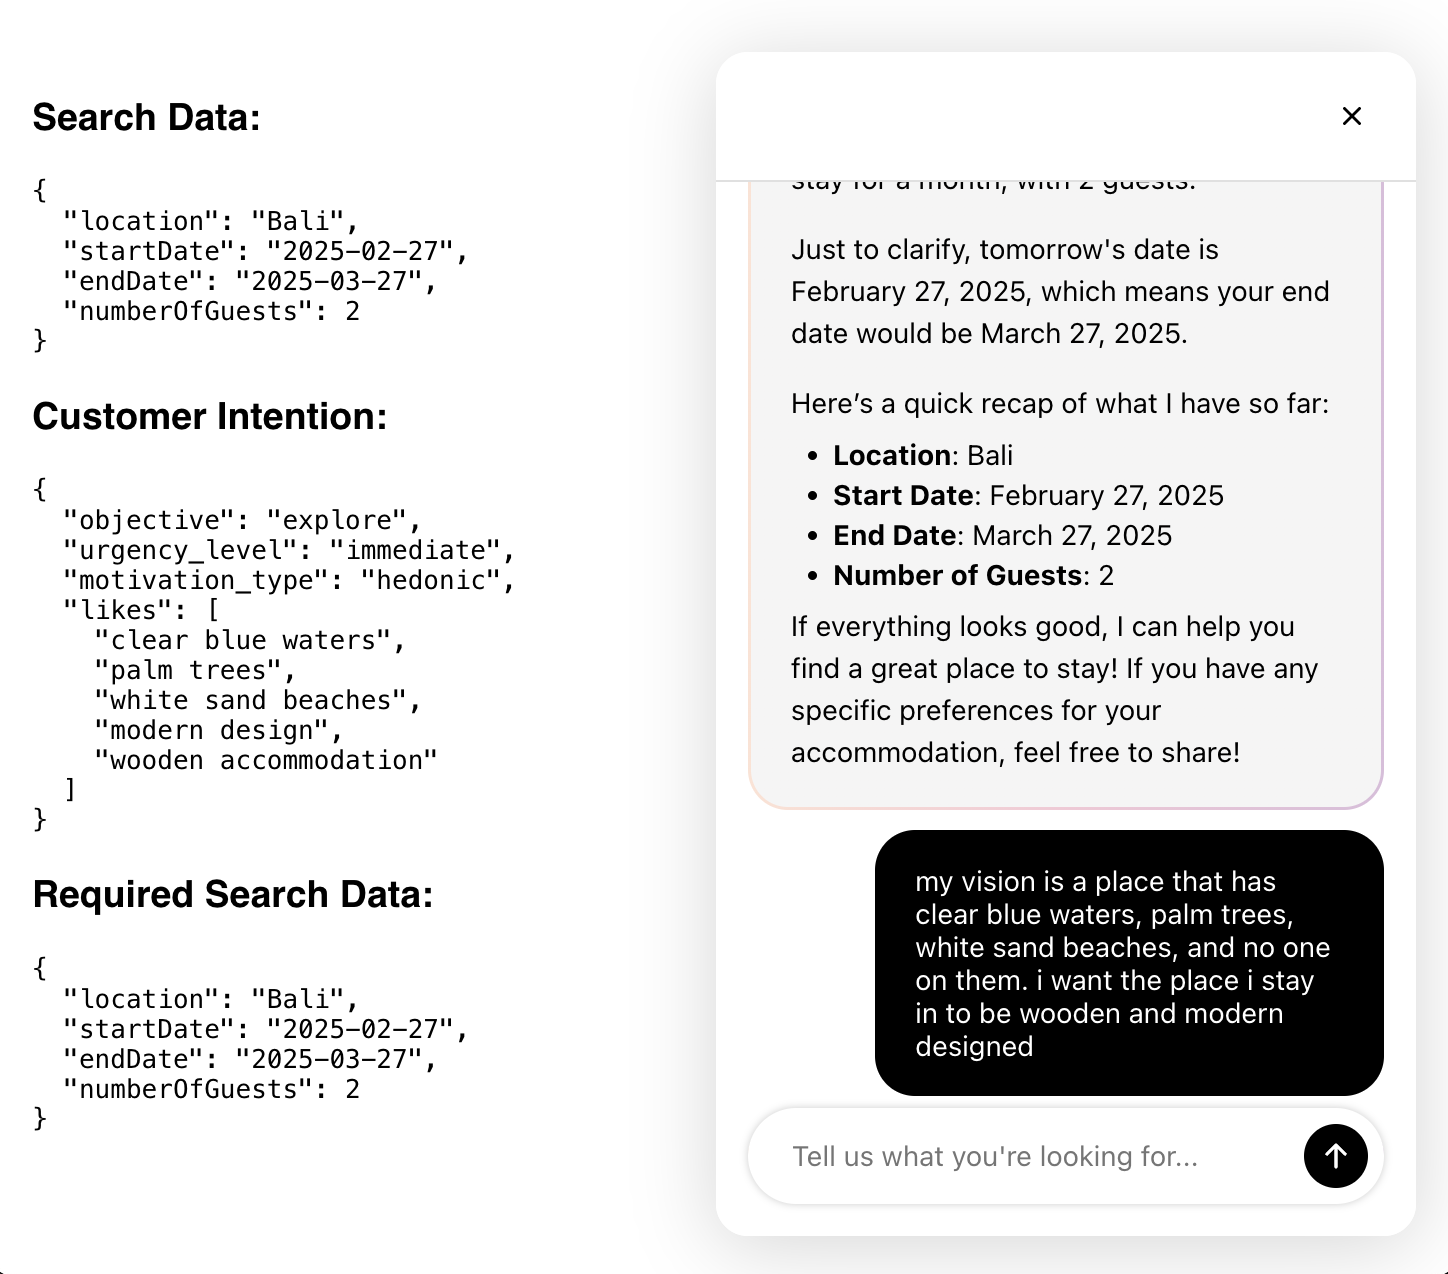 Search Data:
{
  "location": "Bali",
  "startDate": "2025-02-27",
  "endDate": "2025-03-27",
  "numberOfGuests": 2
}
Customer Intention:
{
  "objective": "explore",
  "urgency_level": "immediate",
  "motivation_type": "hedonic",
  "likes": [
    "clear blue waters",
    "palm trees",
    "white sand beaches",
    "modern design",
    "wooden accommodation"
  ]
}
Required Search Data:
{
  "location": "Bali",
  "startDate": "2025-02-27",
  "endDate": "2025-03-27",
  "numberOfGuests": 2
}
stay for a month, with 2 guests.
Just to clarify, tomorrow's date is
February 27, 2025, which means your end
date would be March 27, 2025.
Here’s a quick recap of what I have so far:
• Location: Bali
• Start Date: February 27, 2025
• End Date: March 27, 2025
• Number of Guests: 2
If everything looks good, I can help you
find a great place to stay! If you have any
specific preferences for your
accommodation, feel free to share!
my vision is a place that has
clear blue waters, palm trees,
white sand beaches, and no one
on them. i want the place i stay
in to be wooden and modern
designed
Tell us what you're looking for...